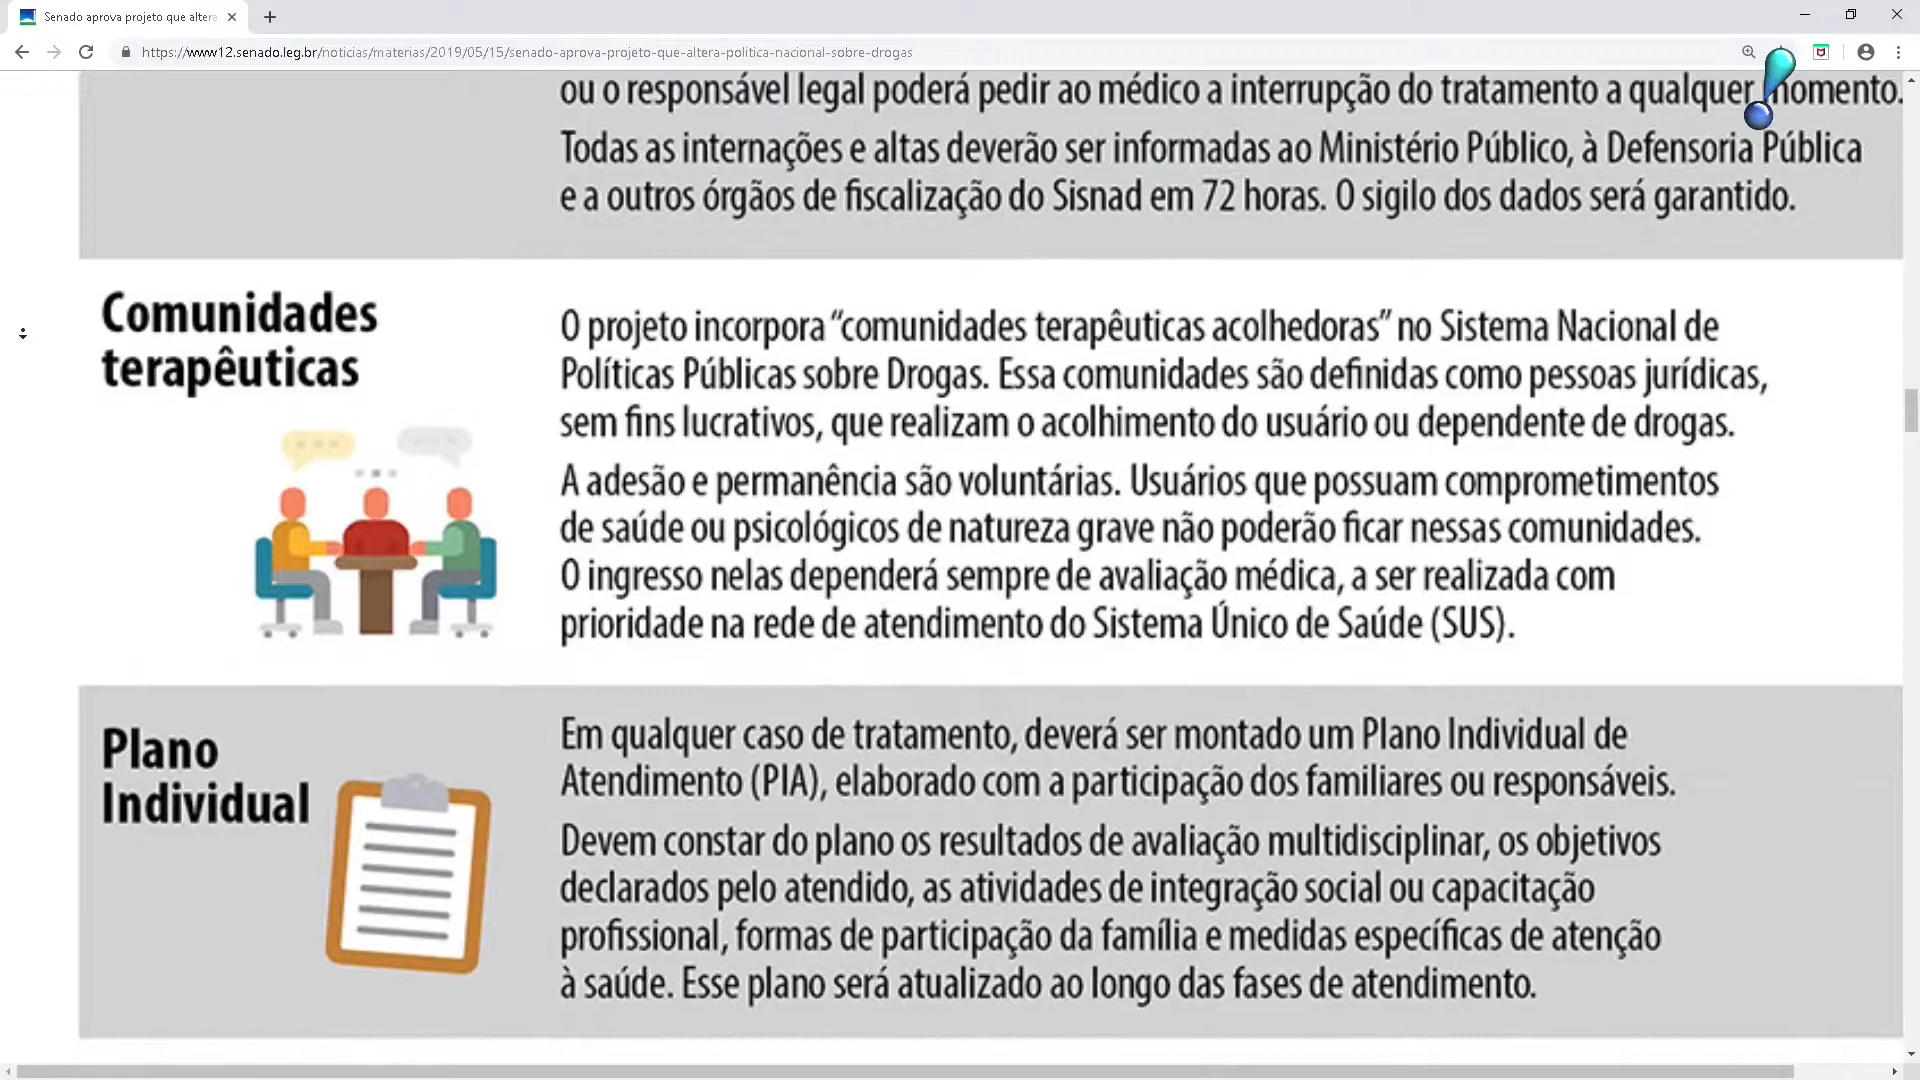 Senado aprova projeto que altera
https://www12.senado.leg.br/noticias/materias/2019/05/15/senado-aprova-projeto-que-altera-politica-nacional-sobre-drogas
ou o responsável legal poderá pedir ao médico a interrupção do tratamento a qualquer momento.
Todas as internações e altas deverão ser informadas ao Ministério Público, à Defensoria Pública
e a outros órgãos de fiscalização do Sisnad em 72 horas. O sigilo dos dados será garantido.
Comunidades
terapêuticas
O projeto incorpora “comunidades terapêuticas acolhedoras” no Sistema Nacional de
Políticas Públicas sobre Drogas. Essa comunidades são definidas como pessoas jurídicas,
sem fins lucrativos, que realizam o acolhimento do usuário ou dependente de drogas.
A adesão e permanência são voluntárias. Usuários que possuam comprometimentos
de saúde ou psicológicos de natureza grave não poderão ficar nessas comunidades.
O ingresso nelas dependerá sempre de avaliação médica, a ser realizada com
prioridade na rede de atendimento do Sistema Único de Saúde (SUS).
Plano
Individual
Em qualquer caso de tratamento, deverá ser montado um Plano Individual de
Atendimento (PIA), elaborado com a participação dos familiares ou responsáveis.
Devem constar do plano os resultados de avaliação multidisciplinar, os objetivos
declarados pelo atendido, as atividades de integração social ou capacitação
profissional, formas de participação da família e medidas específicas de atenção
à saúde. Esse plano será atualizado ao longo das fases de atendimento.